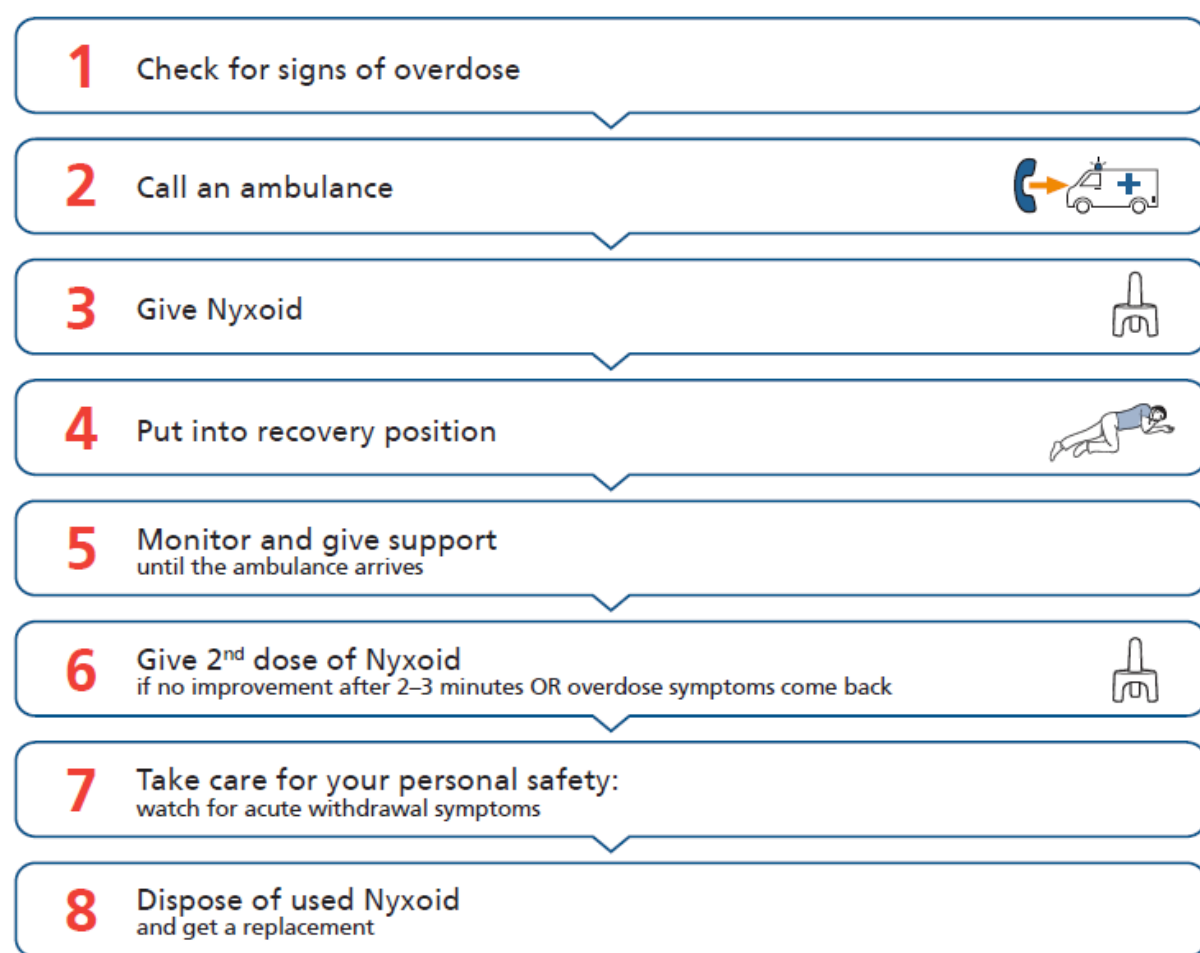 1 Check for signs of overdose
2 Call an ambulance
3 Give Nyxoid
4 Put into recovery position
5 Monitor and give support
until the ambulance arrives
6 Give 2nd dose of Nyxoid
if no improvement after 2–3 minutes OR overdose symptoms come back
7 Take care for your personal safety:
watch for acute withdrawal symptoms
8 Dispose of used Nyxoid
and get a replacement